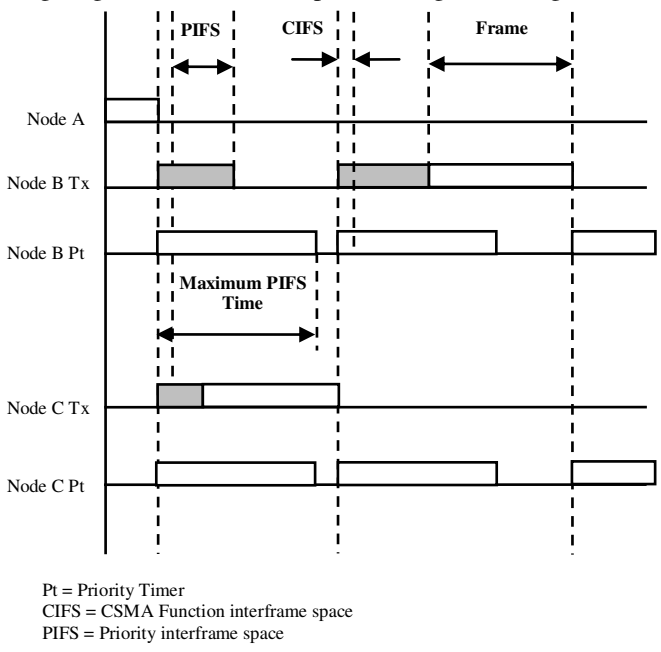 PIFS CIFS Frame
Node A
Node B Tx
Node B Pt
Maximum PIFS
Time
Node C Tx
Node C Pt
Pt = Priority Timer
CIFS = CSMA Function interframe space
PIFS = Priority interframe space